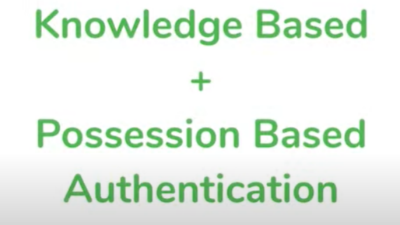 Knowledge Based
+
Possession Based
Authentication